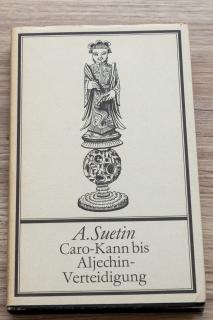 A. Suetin
Caro-Kann bis
Aljechin-
Verteidigung